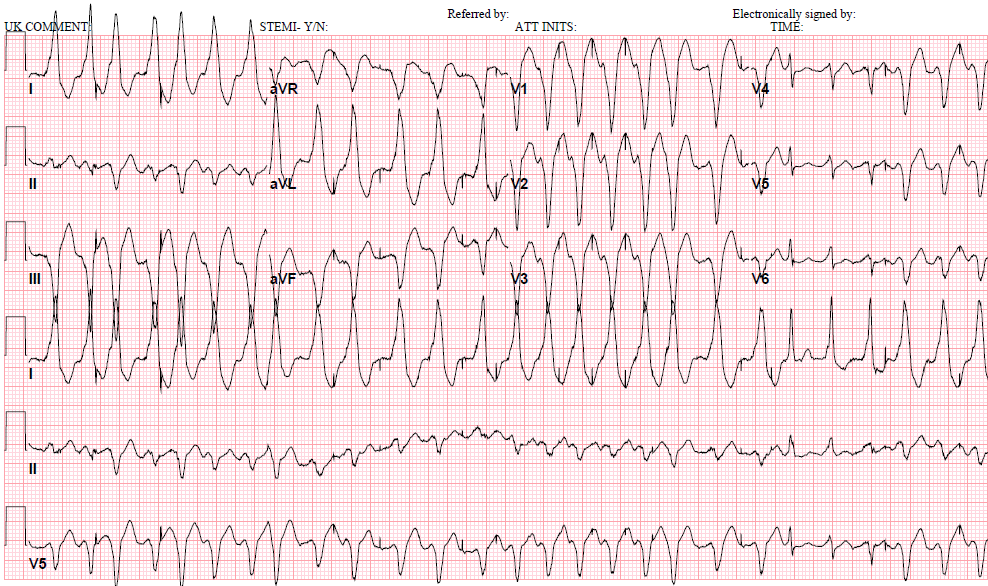 Referred by: Electronically signed by:
UK COMMENT: STEMI- Y/N: ATT INITS: TIME:
I aVR V1 V4
II aVL V2 V5
III aVF V3 V6
I
II
V5